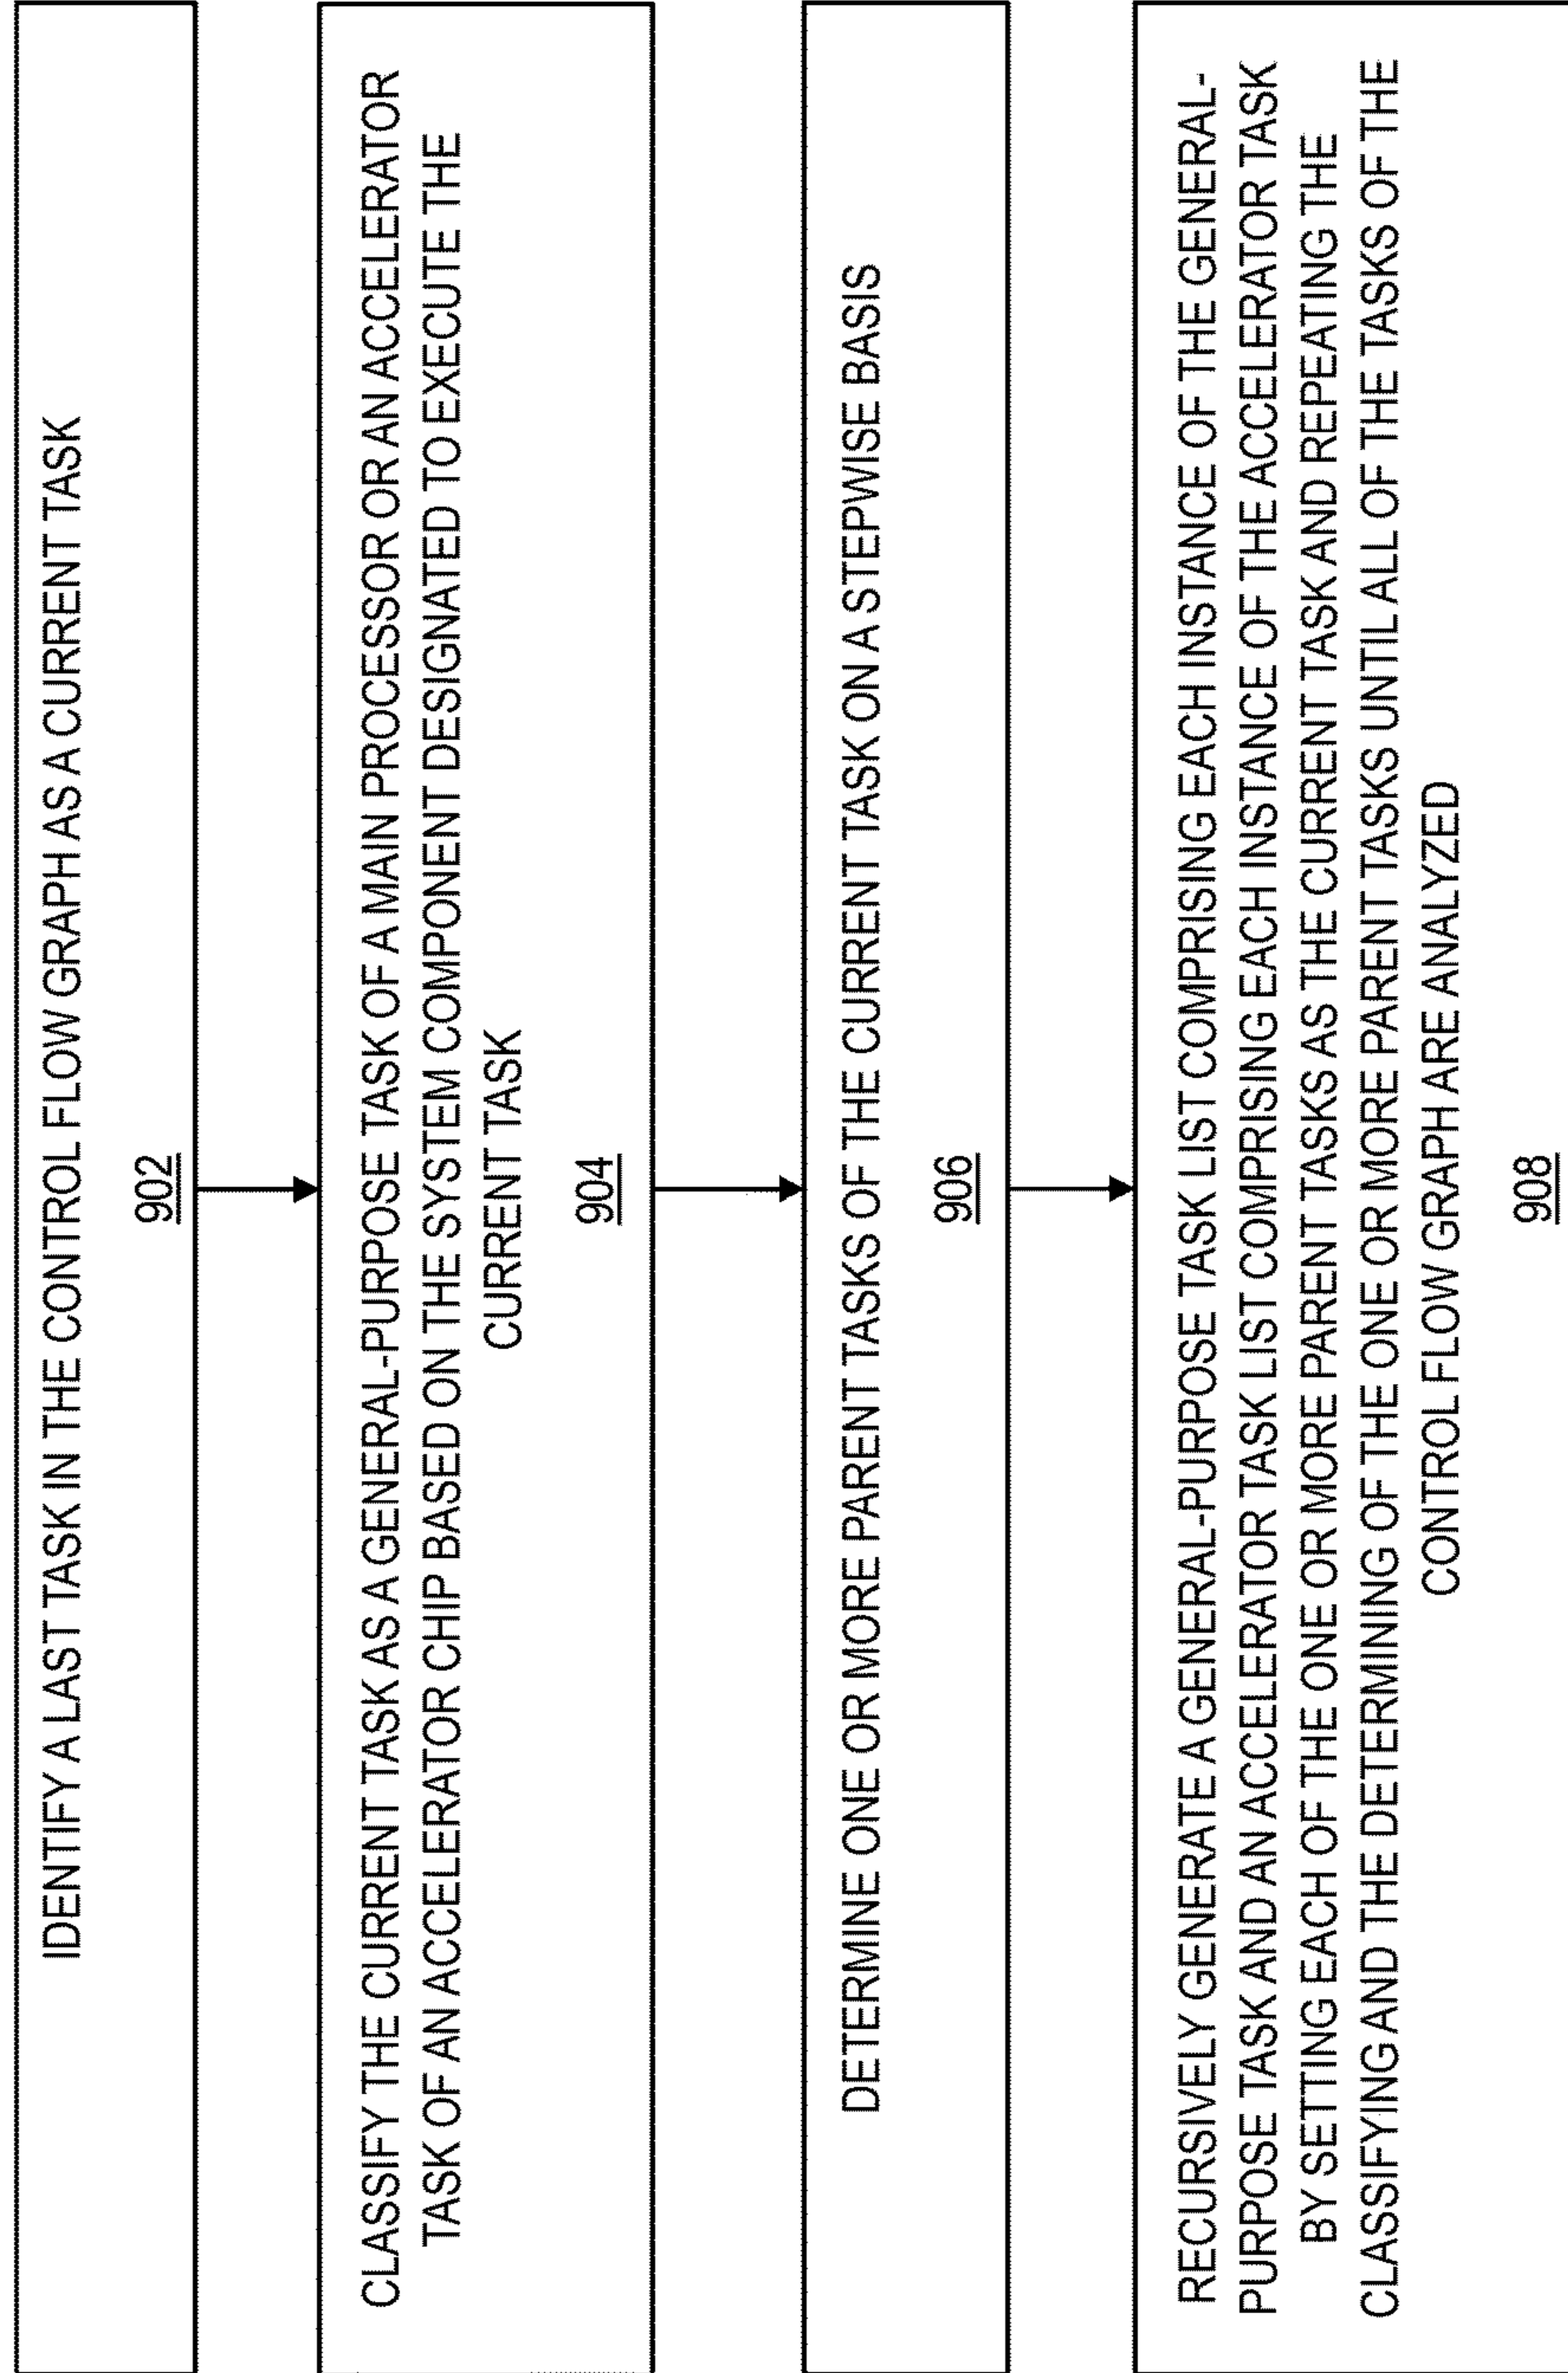 IDENTIFY A LAST TASK IN THE CONTROL FLOW GRAPH AS A CURRENT TASK
902
CLASSIFY THE CURRENT TASK AS A GENERAL-PURPOSE TASK OF A MAIN PROCESSOR OR AN ACCELERATOR
TASK OF AN ACCELERATOR CHIP BASED ON THE SYSTEM COMPONENT DESIGNATED TO EXECUTE THE
CURRENT TASK
904
DETERMINE ONE OR MORE PARENT TASKS OF THE CURRENT TASK ON A STEPWISE BASIS
906
RECURSIVELY GENERATE A GENERAL-PURPOSE TASK LIST COMPRISING EACH INSTANCE OF THE GENERAL-
PURPOSE TASK AND AN ACCELERATOR TASK LIST COMPRISING EACH INSTANCE OF THE ACCELERATOR TASK
BY SETTING EACH OF THE ONE OR MORE PARENT TASKS AS THE CURRENT TASK AND REPEATING THE
CLASSIFYING AND THE DETERMINING OF THE ONE OR MORE PARENT TASKS UNTIL ALL OF THE TASKS OF THE
CONTROL FLOW GRAPH ARE ANALYZED
908